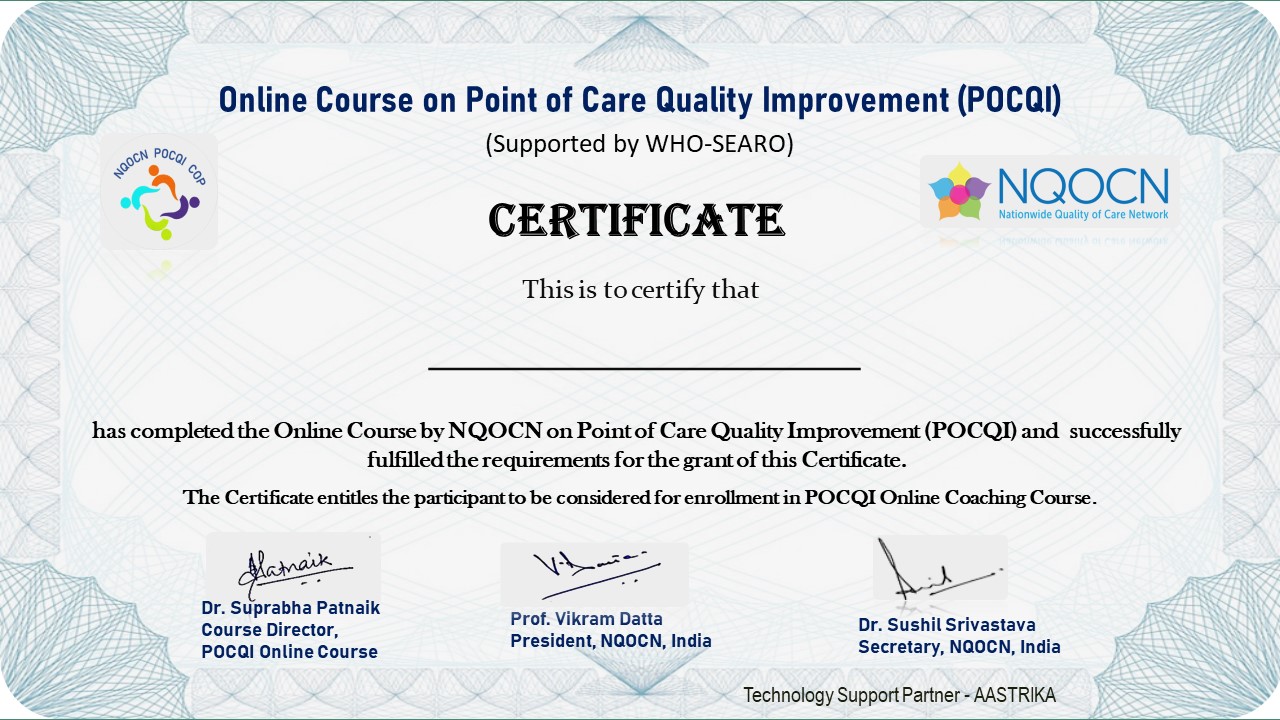 Online Course on Point of Care Quality Improvement (POCQI)
(Supported by WHO-SEARO)
NQOCN POCQI COP
NQOCN
Nationwide Quality of Care Network
CERTIFICATE
This is to certify that
has completed the Online Course by NQOCN on Point of Care Quality Improvement (POCQI) and successfully
fulfilled the requirements for the grant of this Certificate.
The Certificate entitles the participant to be considered for enrollment in POCQI Online Coaching Course.
Dr. Suprabha Patnaik
Course Director,
POCQI Online Course
Prof. Vikram Datta
President, NQOCN, India
Dr. Sushil Srivastava
Secretary, NQOCN, India
Technology Support Partner - AASTRIKA